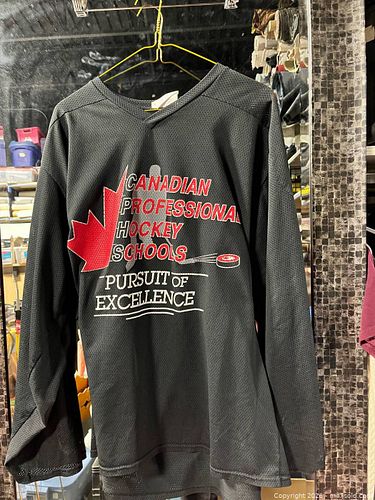 CANADIAN
PROFESSIONAL
HOCKEY
SCHOOLS
PURSUIT OF
EXCELLENCE